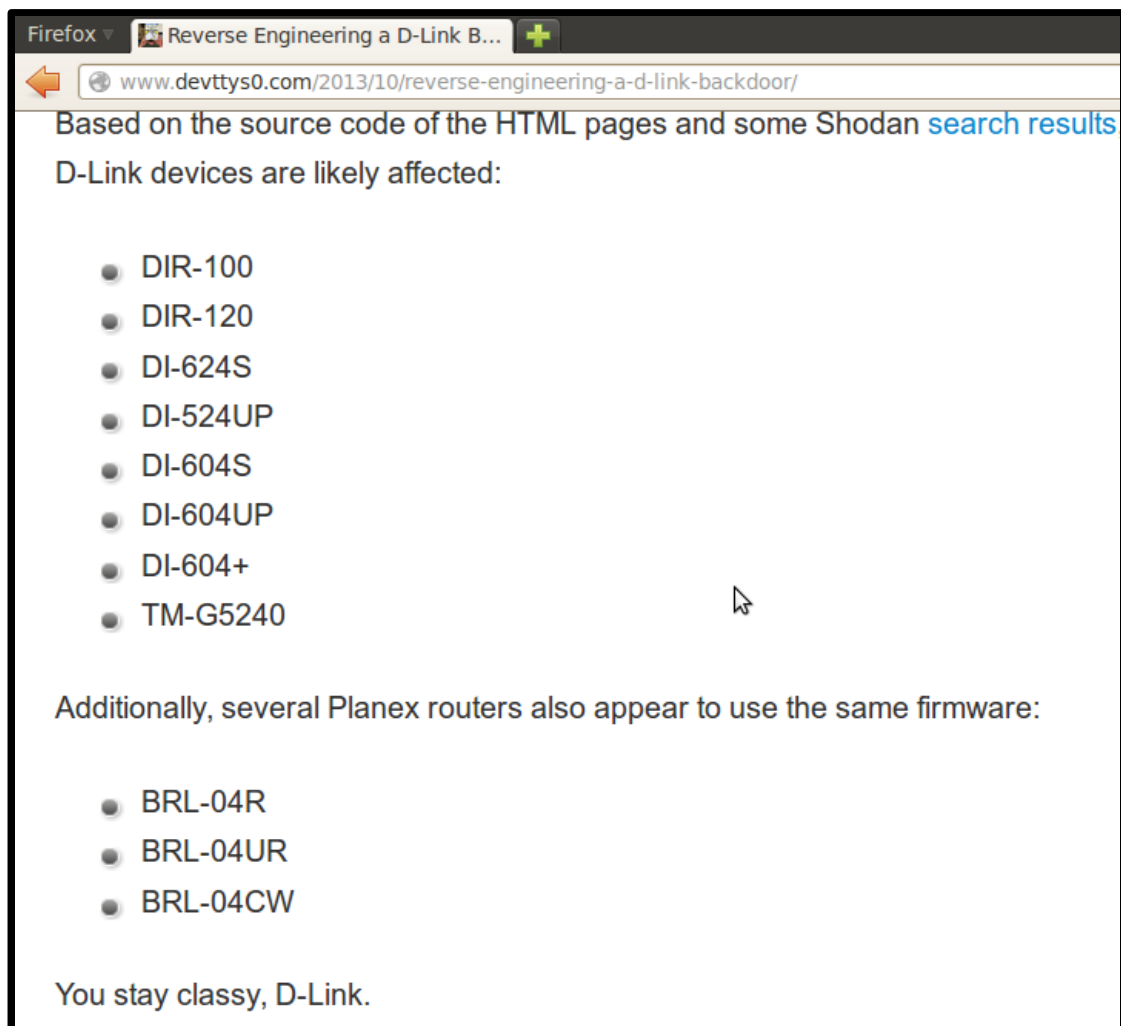 Firefox
Reverse Engineering a D-Link B...
www.devttys0.com/2013/10/reverse-engineering-a-d-link-backdoor/
Based on the source code of the HTML pages and some Shodan search results
D-Link devices are likely affected:
DIR-100
DIR-120
DI-624S
DI-524UP
DI-604S
DI-604UP
DI-604+
TM-G5240
Additionally, several Planex routers also appear to use the same firmware:
BRL-04R
BRL-04UR
BRL-04CW
You stay classy, D-Link.